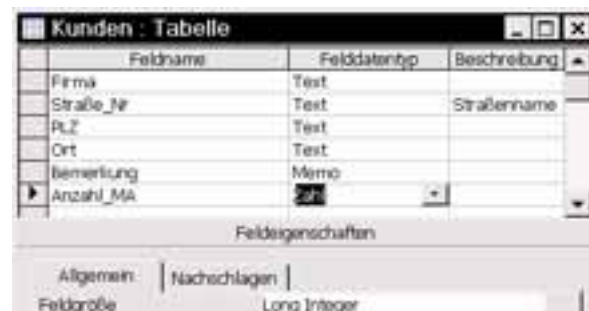 Kunden : Tabelle
Feldname Felddatentyp Beschreibung
Firma Text
Straße_Nr Text Straßenname
PLZ Text
Ort Text
Bemerkung Memo
Anzahl_MA Zahl
Feldeigenschaften
Allgemein Nachschlagen
Feldgröße Long Integer